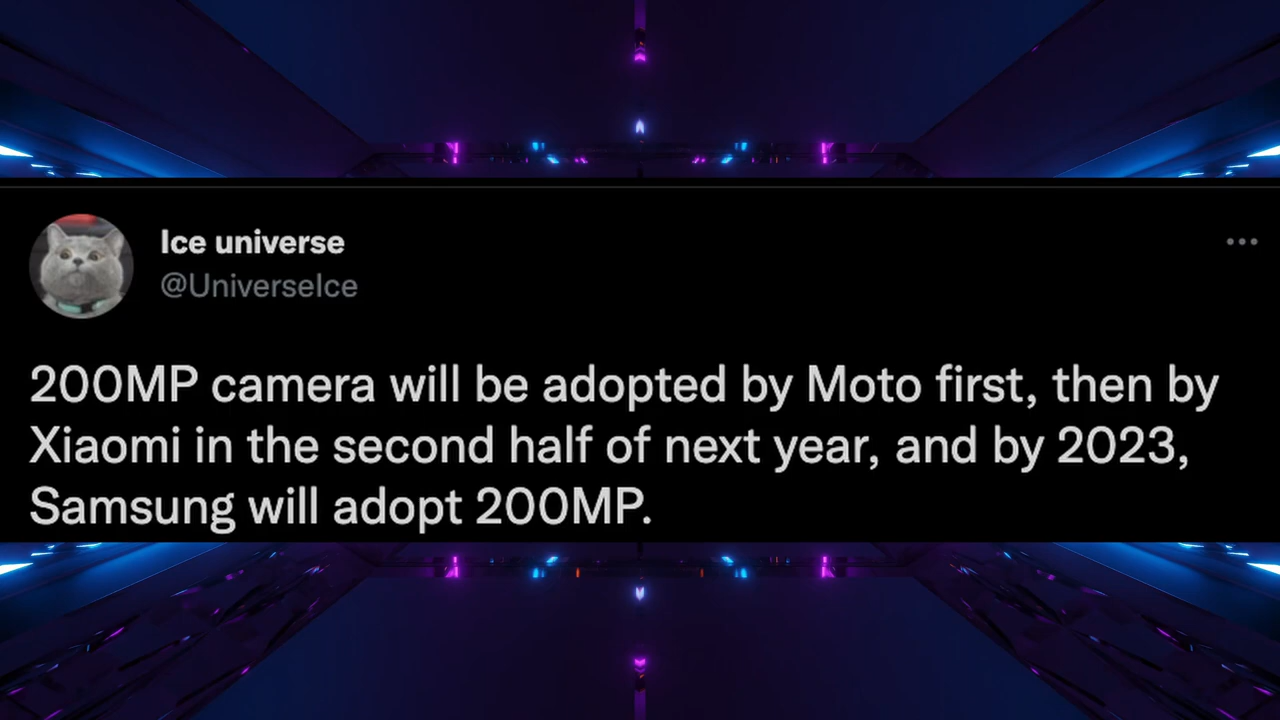 Ice universe
@UniverseIce
200MP camera will be adopted by Moto first, then by
Xiaomi in the second half of next year, and by 2023,
Samsung will adopt 200MP.